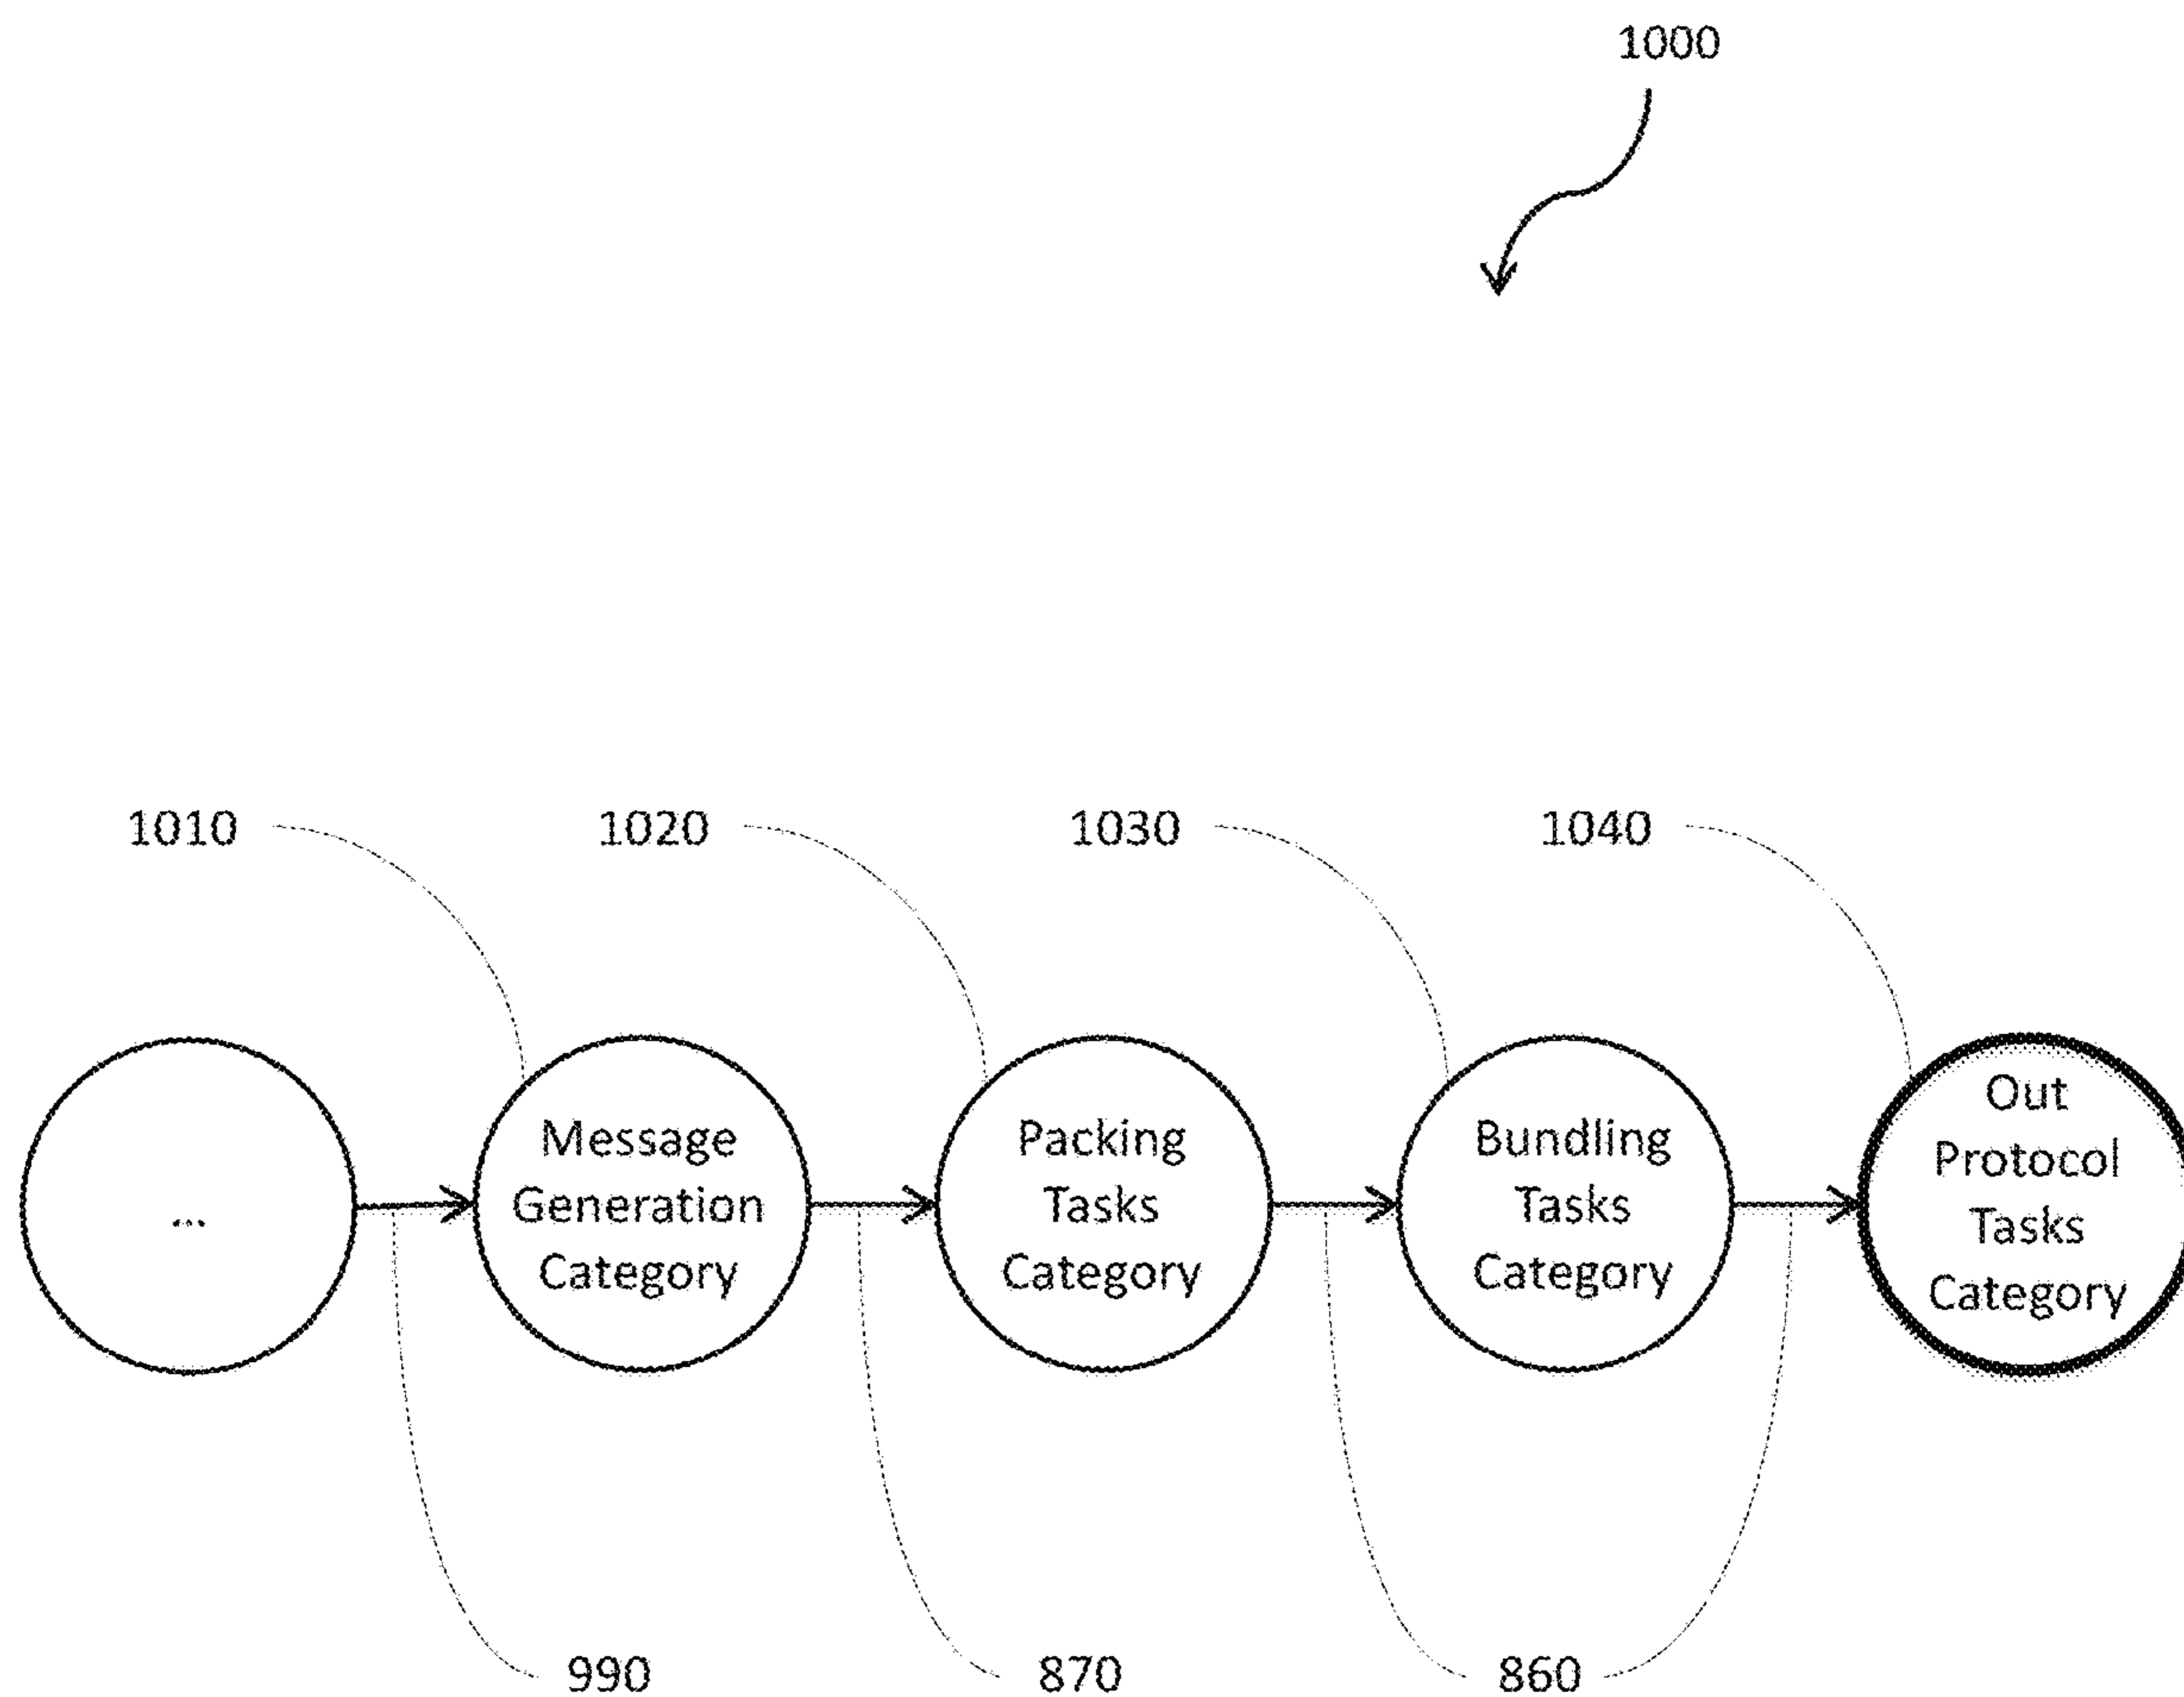 1000
1010
1020
1030
1040
...
Message
Generation
Category
Packing
Tasks
Category
Bundling
Tasks
Category
Out
Protocol
Tasks
Category
990
870
860